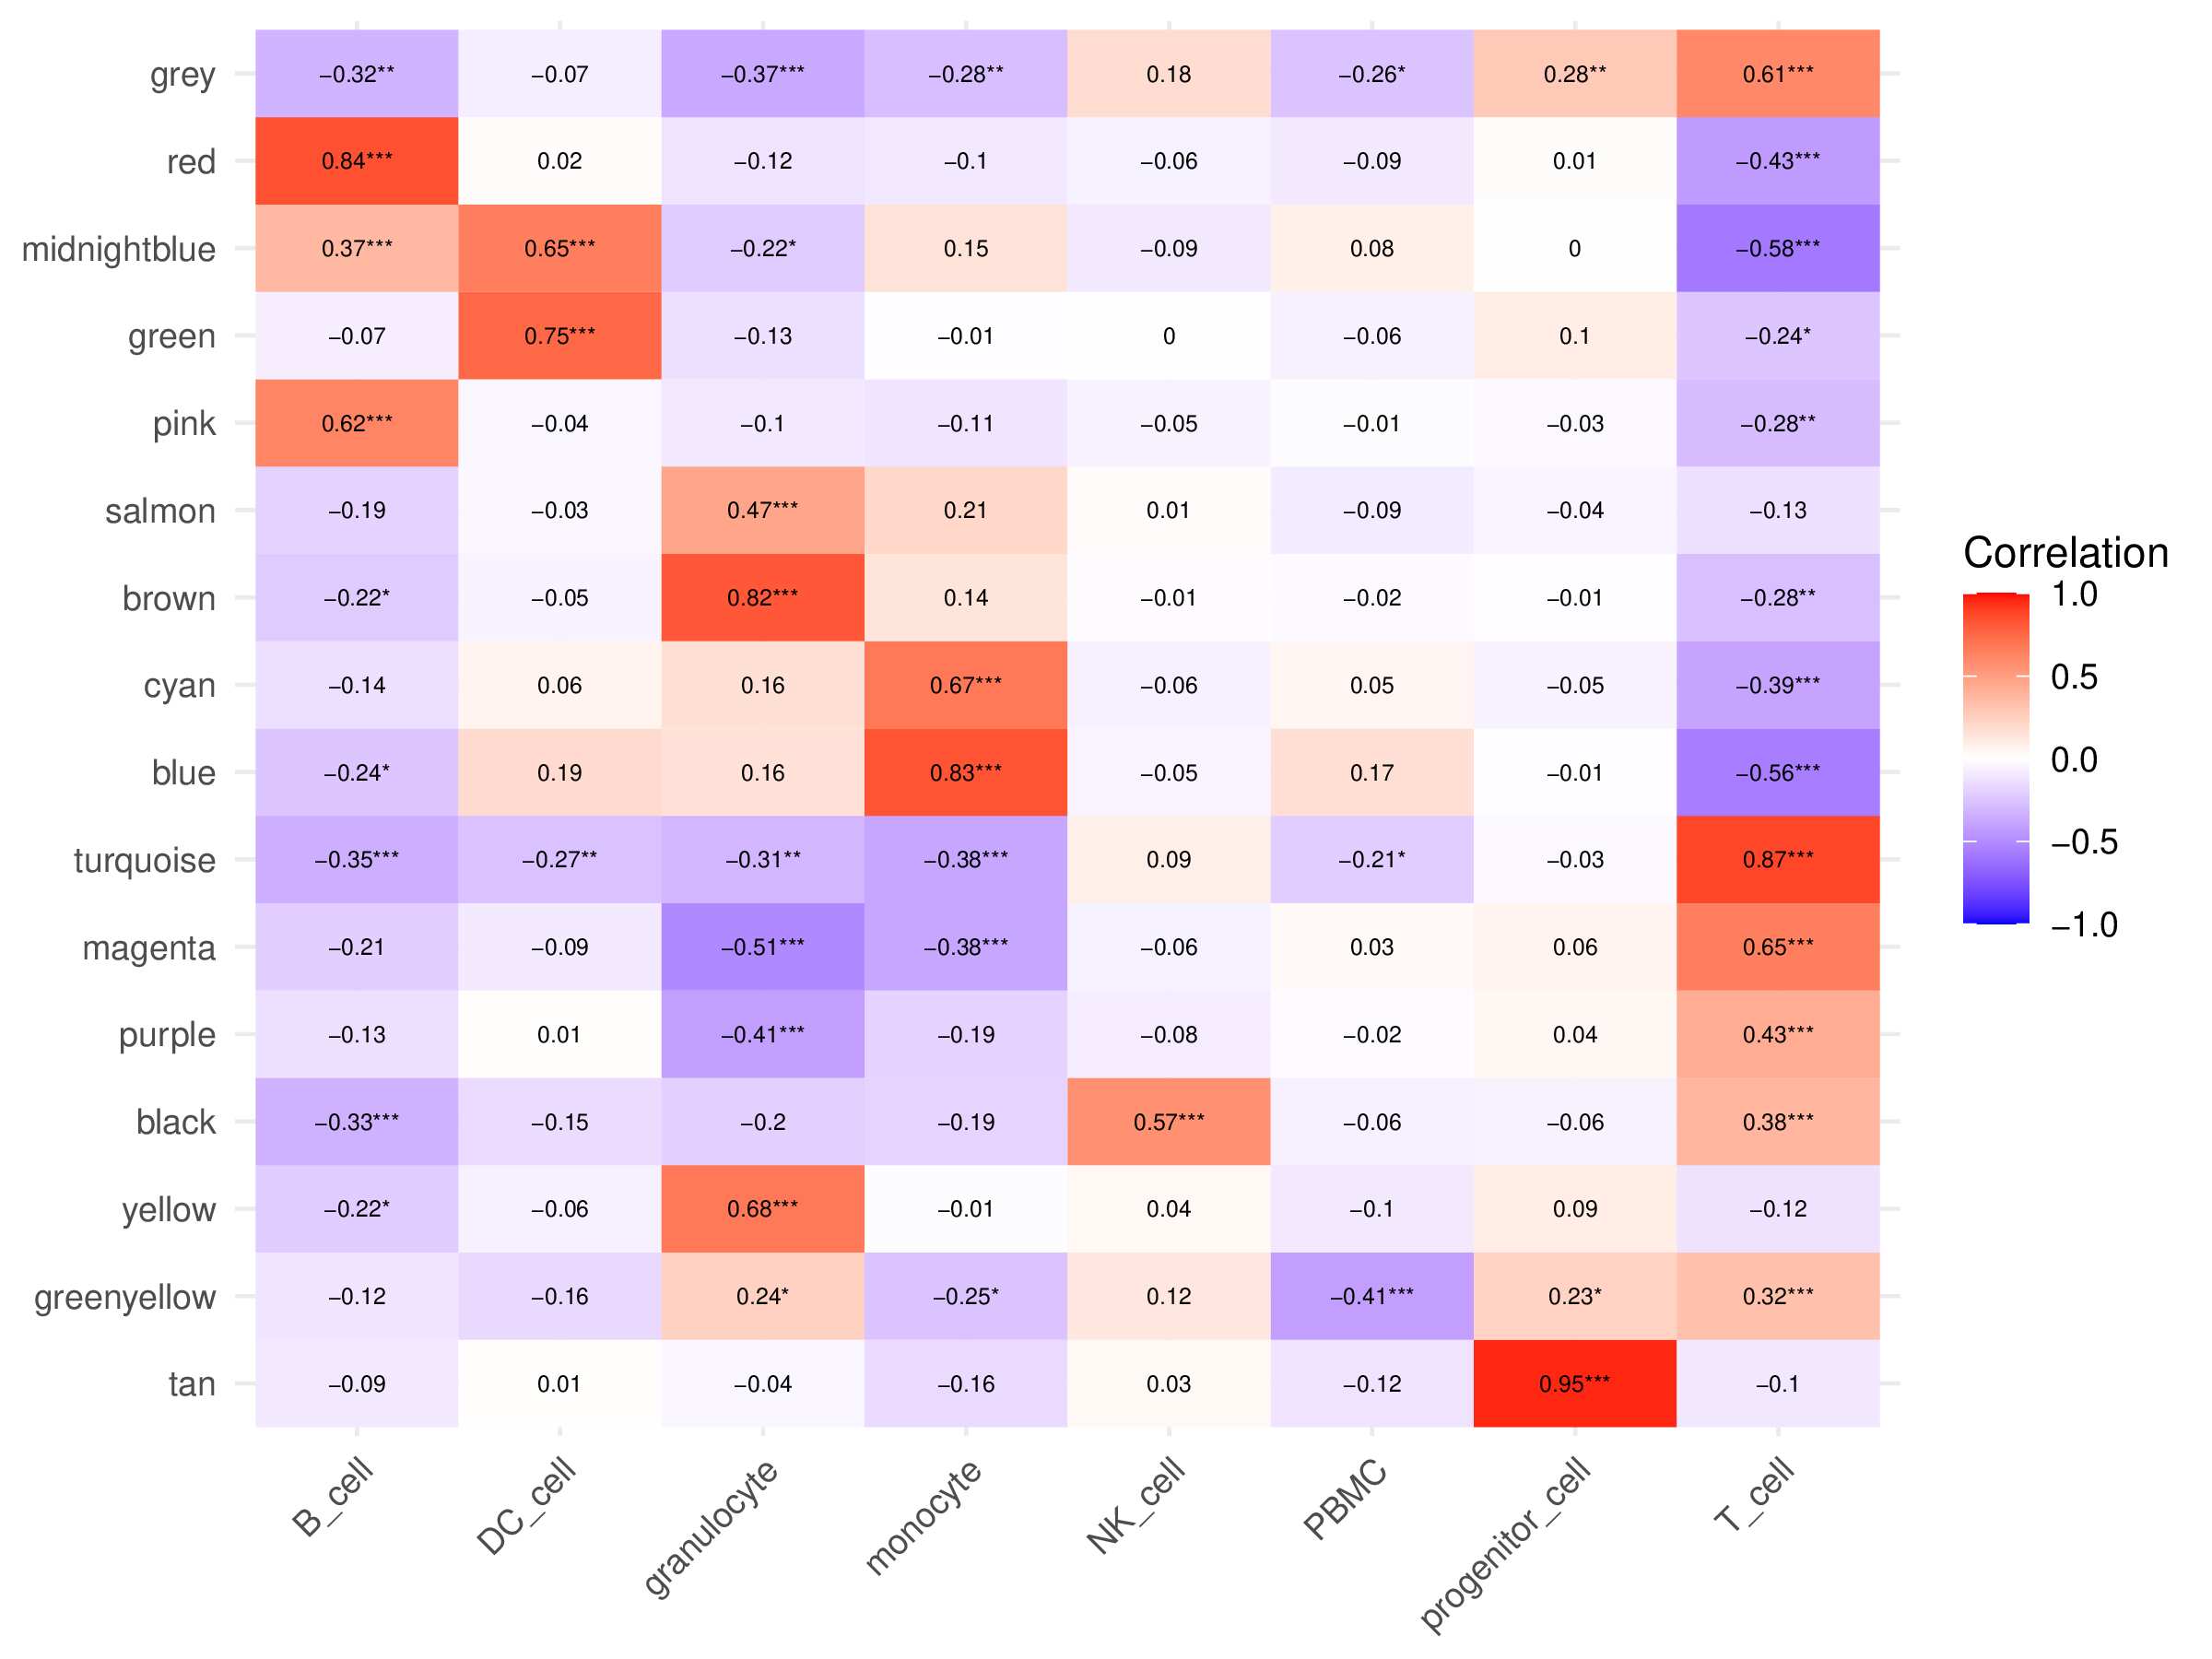 grey −0.32** −0.07 −0.37*** −0.28** 0.18 −0.26* 0.28** 0.61***
red 0.84*** 0.02 −0.12 −0.1 −0.06 −0.09 0.01 −0.43***
midnightblue 0.37*** 0.65*** −0.22* 0.15 −0.09 0.08 0 −0.58***
green −0.07 0.75*** −0.13 −0.01 0 −0.06 0.1 −0.24*
pink 0.62*** −0.04 −0.1 −0.11 −0.05 −0.01 −0.03 −0.28**
salmon −0.19 −0.03 0.47*** 0.21 0.01 −0.09 −0.04 −0.13
brown −0.22* −0.05 0.82*** 0.14 −0.01 −0.02 −0.01 −0.28**
cyan −0.14 0.06 0.16 0.67*** −0.06 0.05 −0.05 −0.39***
blue −0.24* 0.19 0.16 0.83*** −0.05 0.17 −0.01 −0.56***
turquoise −0.35*** −0.27** −0.31** −0.38*** 0.09 −0.21* −0.03 0.87***
magenta −0.21 −0.09 −0.51*** −0.38*** −0.06 0.03 0.06 0.65***
purple −0.13 0.01 −0.41*** −0.19 −0.08 −0.02 0.04 0.43***
black −0.33*** −0.15 −0.2 −0.19 0.57*** −0.06 −0.06 0.38***
yellow −0.22* −0.06 0.68*** −0.01 0.04 −0.1 0.09 −0.12
greenyellow −0.12 −0.16 0.24* −0.25* 0.12 −0.41*** 0.23* 0.32***
tan −0.09 0.01 −0.04 −0.16 0.03 −0.12 0.95*** −0.1
B_cell DC_cell granulocyte monocyte NK_cell PBMC progenitor_cell T_cell
Correlation
1.0
0.5
0.0
−0.5
−1.0